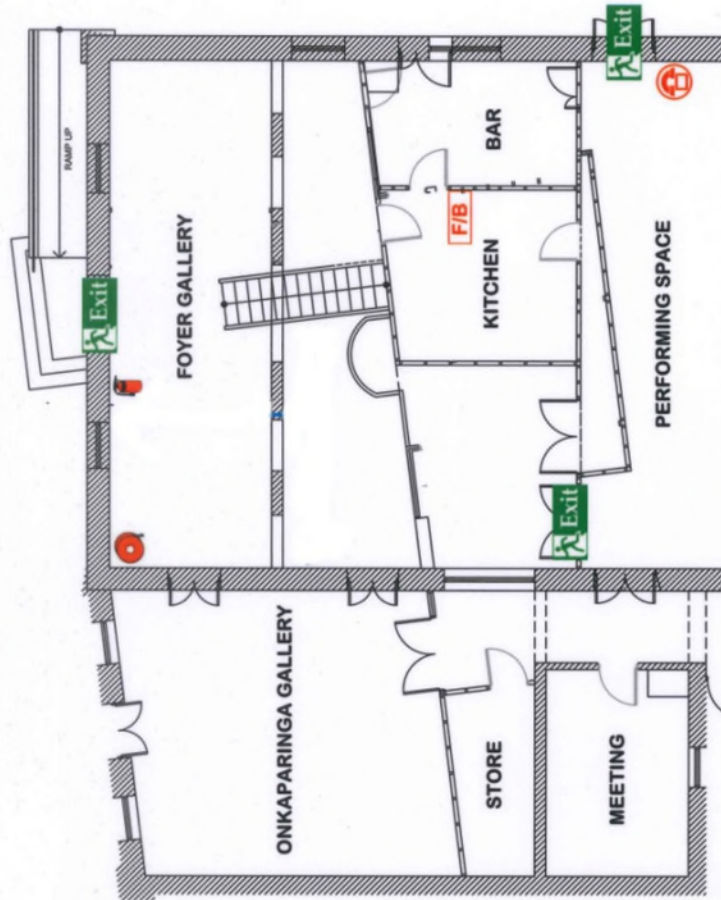 Exit
RAMP UP
BAR
F/B
KITCHEN
FOYER GALLERY
Exit
PERFORMING SPACE
Exit
ONKAPARINGA GALLERY
STORE
MEETING